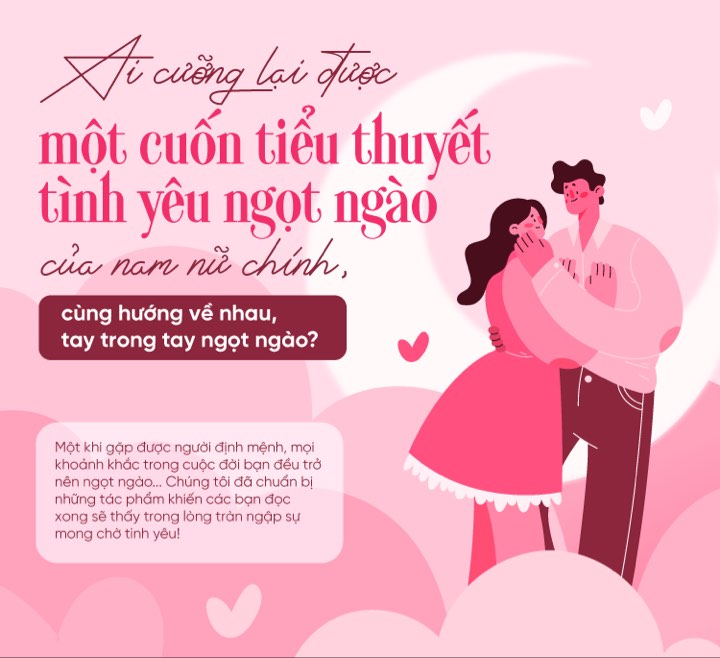 Ai cưỡng lại được
một cuốn tiểu thuyết
tình yêu ngọt ngào
của nam nữ chính,
cùng hướng về nhau,
tay trong tay ngọt ngào?
Một khi gặp được người định mệnh, mọi
khoảnh khắc trong cuộc đời bạn đều trở
nên ngọt ngào... Chúng tôi đã chuẩn bị
những tác phẩm khiến các bạn đọc
xong sẽ thấy trong lòng tràn ngập sự
mong chờ tình yêu!